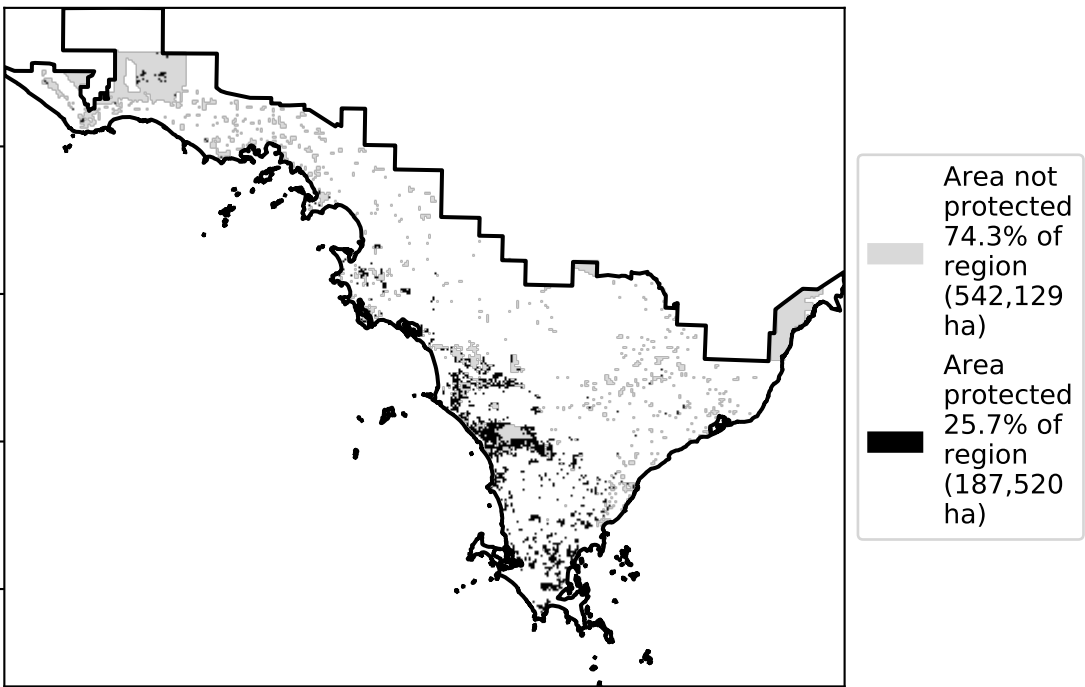 Area not
protected
74.3% of
region
(542,129
ha)
Area
protected
25.7% of
region
(187,520
ha)